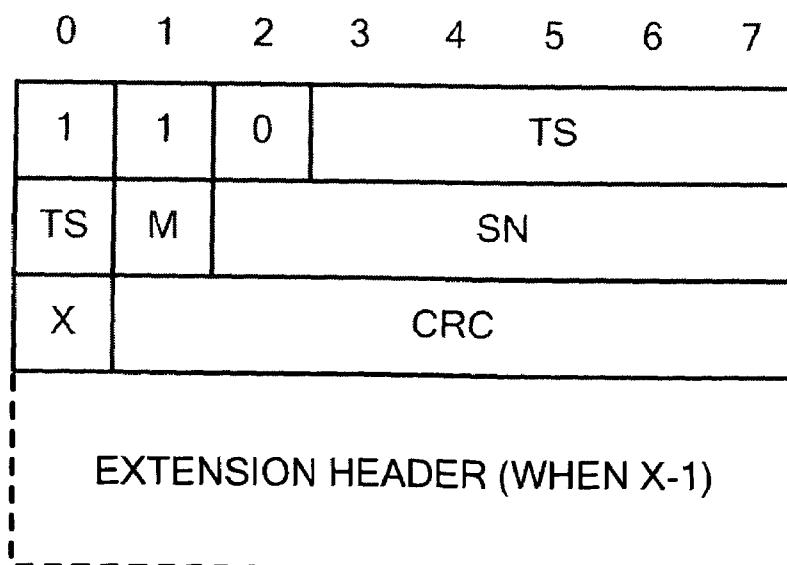 0 1 2 3 4 5 6 7
1 1 0 TS
TS M SN
X CRC
EXTENSION HEADER (WHEN X-1)